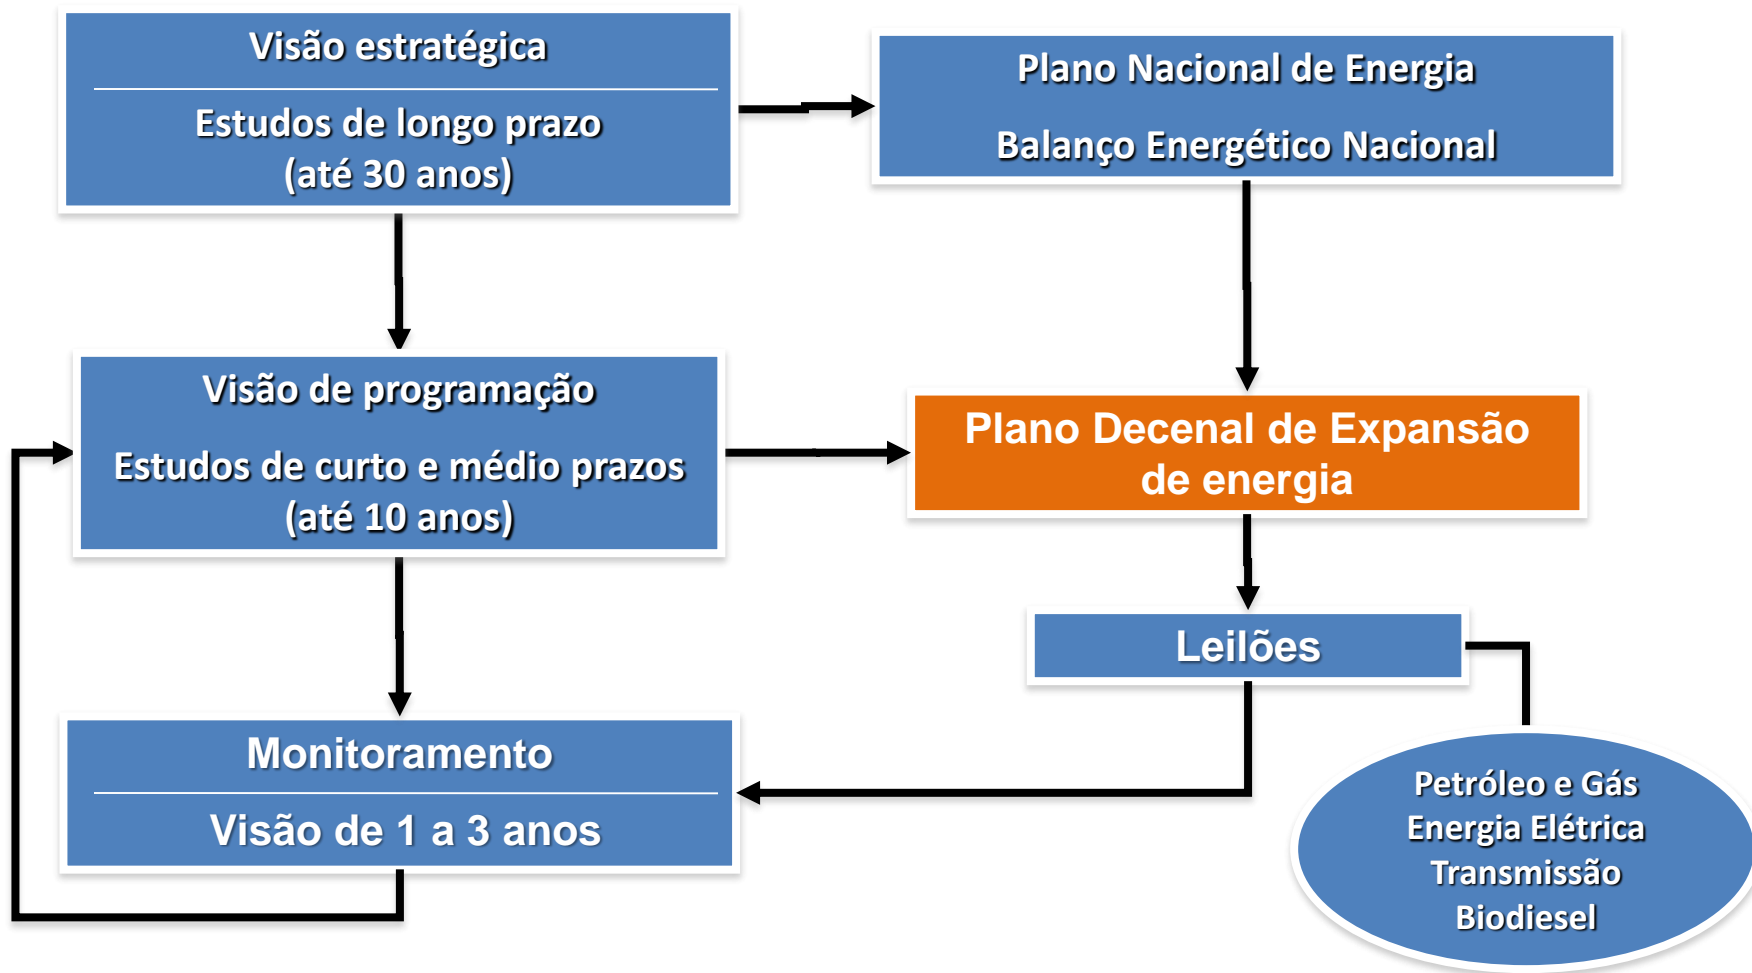 Visão estratégica
Estudos de longo prazo
(até 30 anos)
Plano Nacional de Energia
Balanço Energético Nacional
Visão de programação
Estudos de curto e médio prazos
(até 10 anos)
Plano Decenal de Expansão
de energia
Leilões
Monitoramento
Visão de 1 a 3 anos
Petróleo e Gás
Energia Elétrica
Transmissão
Biodiesel